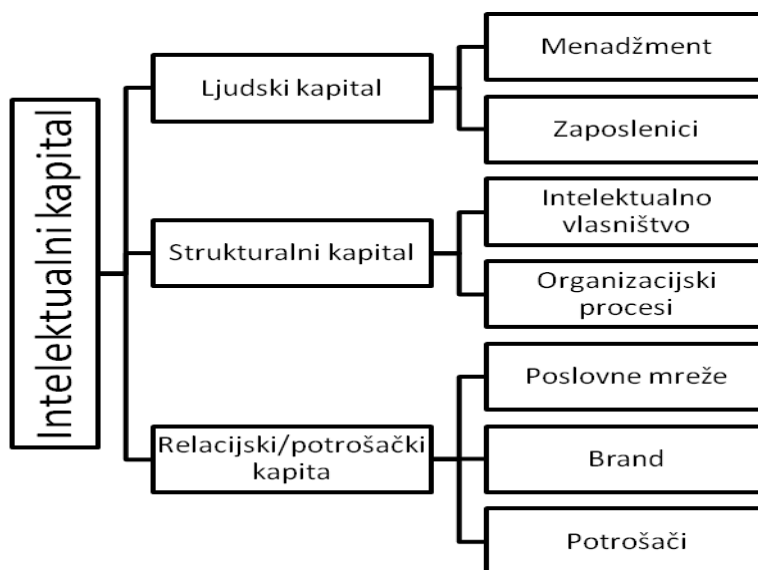 Intelektualni kapital
Ljudski kapital
Menadžment
Zaposlenici
Strukturalni kapital
Intelektualno
vlasništvo
Organizacijski
procesi
Relacijski/potrošački
kapita
Poslovne mreže
Brand
Potrošači